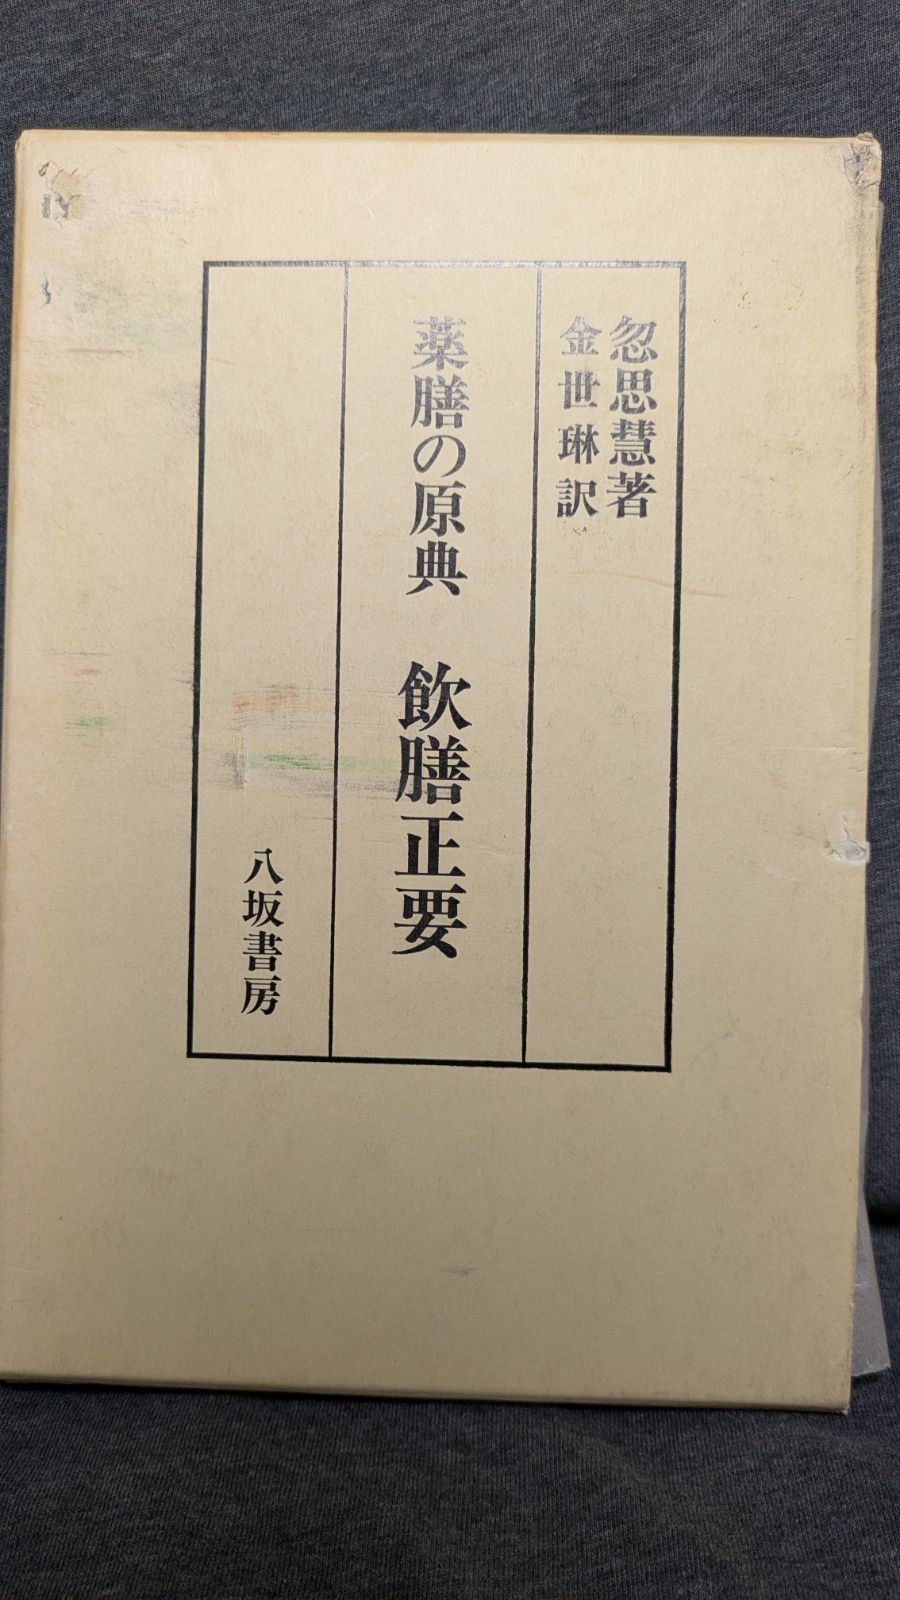 忽思慧著
金世琳訳
薬膳の原典 飲膳正要
八坂書房